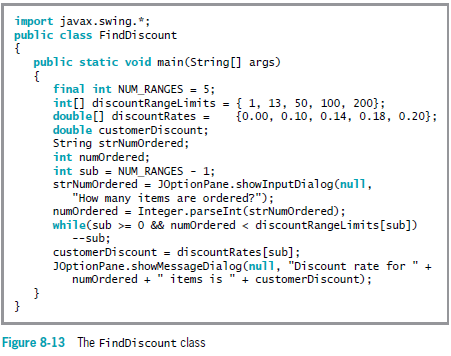 import javax.swing.*;
public class FindDiscount
{
   public static void main(String[] args)
   {
      final int NUM_RANGES = 5;
      int[] discountRangeLimits = { 1, 13, 50, 100, 200};
      double[] discountRates =    {0.00, 0.10, 0.14, 0.18, 0.20};
      double customerDiscount;
      String strNumOrdered;
      int numOrdered;
      int sub = NUM_RANGES - 1;
      strNumOrdered = JOptionPane.showInputDialog(null,
         "How many items are ordered?");
      numOrdered = Integer.parseInt(strNumOrdered);
      while(sub >= 0 && numOrdered < discountRangeLimits[sub])
         --sub;
      customerDiscount = discountRates[sub];
      JOptionPane.showMessageDialog(null, "Discount rate for " +
         numOrdered + " items is " + customerDiscount);
   }
}
Figure 8-13 The FindDiscount class